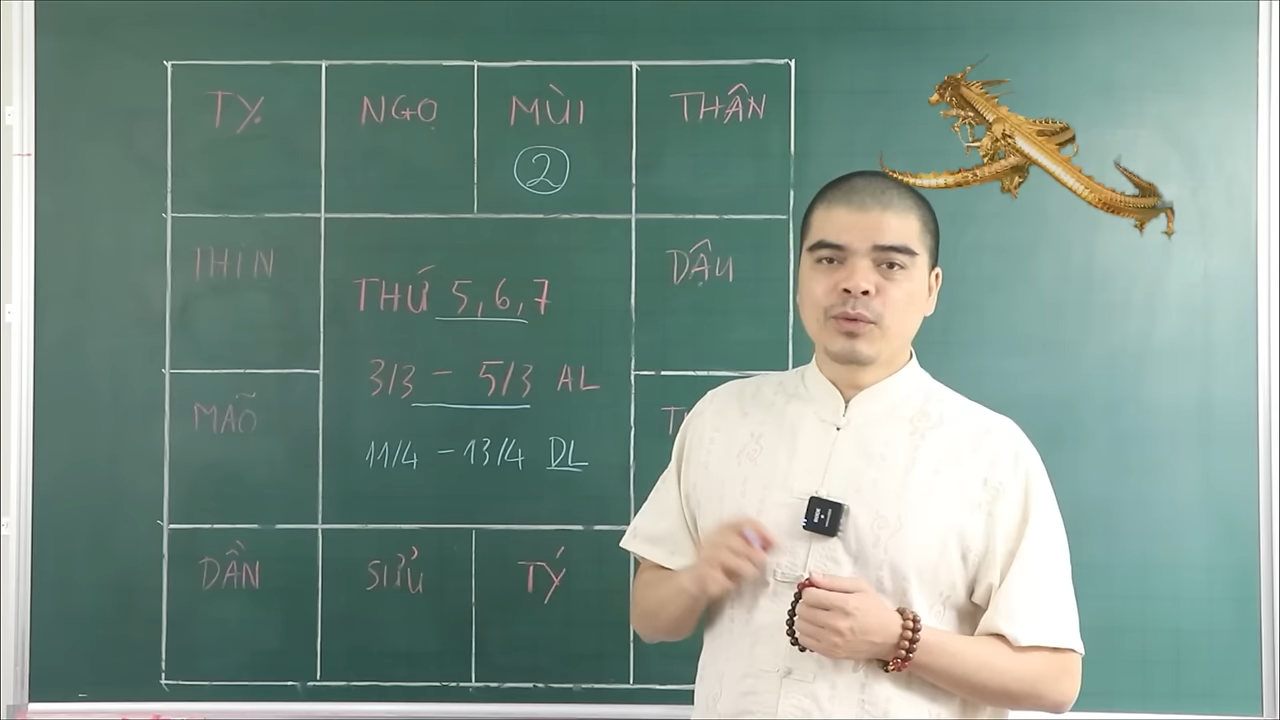 TỴ NGỌ MÙI THÂN
2
THÌN DẬU
THỨ 5, 6, 7
3/3 - 5/3 AL
MÃO
11/4 - 13/4 DL
DẦN SỬU TÝ